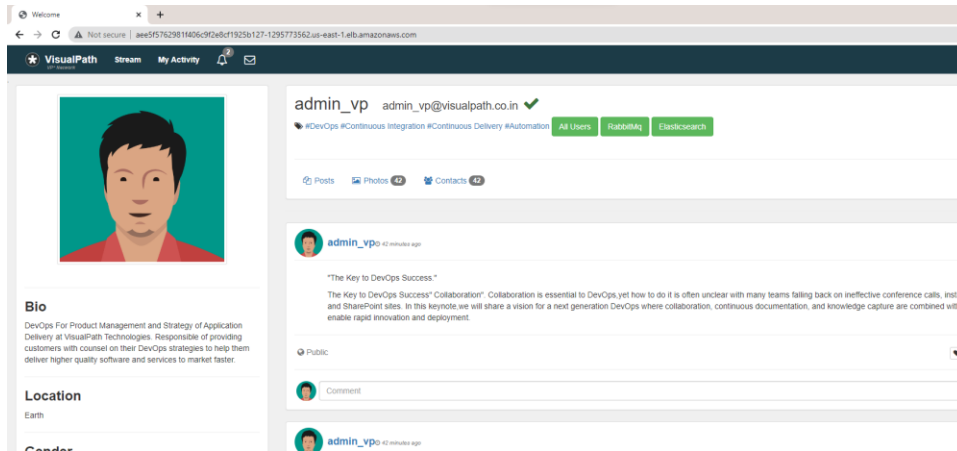 Welcome
Not secure
aee5f5762981f406c9f2e8cf1925b127-1295773562.us-east-1.elb.amazonaws.com
VisualPath Stream My Activity 2
admin_vp admin_vp@visualpath.co.in
#DevOps #Continuous Integration #Continuous Delivery #Automation All Users RabbitMq Elasticsearch
Posts Photos 42 Contacts 42
admin_vp 42 minutes ago
"The Key to DevOps Success."
The Key to DevOps Success" Collaboration". Collaboration is essential to DevOps,yet how to do it is often unclear with many teams falling back on ineffective conference calls, inst
and SharePoint sites. In this keynote,we will share a vision for a next generation DevOps where collaboration, continuous documentation, and knowledge capture are combined wit
enable rapid innovation and deployment.
Public
Comment
admin_vp 42 minutes ago
Bio
DevOps For Product Management and Strategy of Application
Delivery at VisualPath Technologies. Responsible of providing
customers with counsel on their DevOps strategies to help them
deliver higher quality software and services to market faster.
Location
Earth
Gender